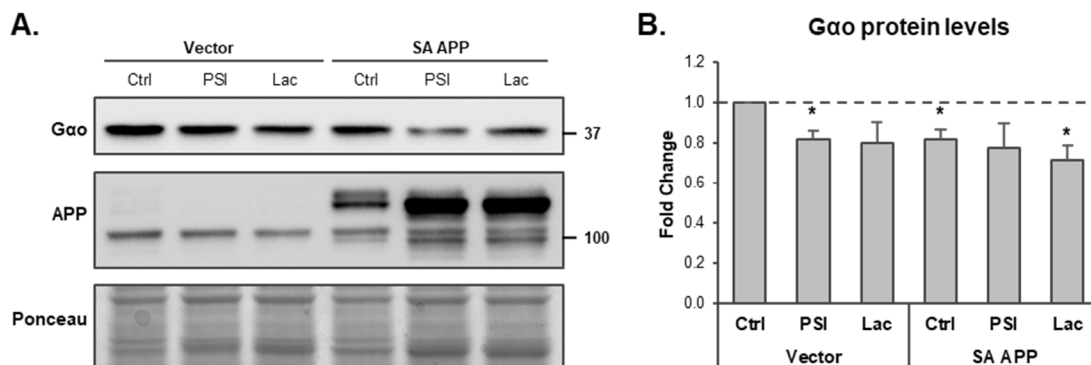 A.
Vector SA APP
Ctrl PSI Lac Ctrl PSI Lac
Gαo
37
APP
100
Ponceau
B.
Gαo protein levels
Fold Change
1.2
1.0
0.8
0.6
0.4
0.2
0.0
* * *
Ctrl PSI Lac Ctrl PSI Lac
Vector SA APP